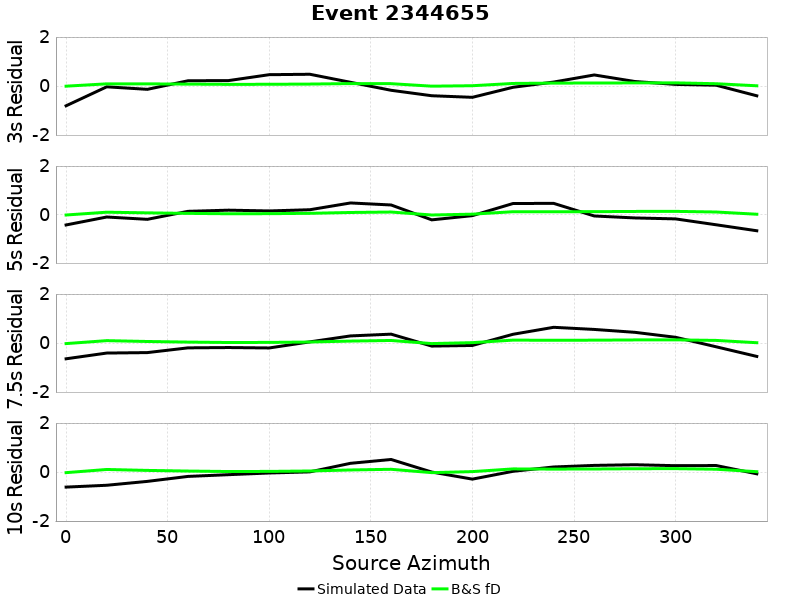 Event 2344655
3s Residual
2
0
-2
5s Residual
2
0
-2
7.5s Residual
2
0
-2
10s Residual
2
0
-2
0 50 100 150 200 250 300
Source Azimuth
Simulated Data B&S fD